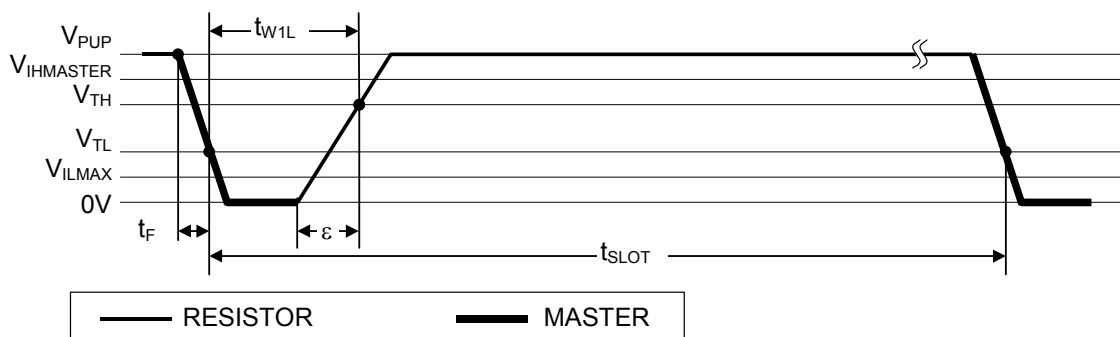 tW1L
VPUP
VIHMASTER
VTH
VTL
VILMAX
0V
tF
ε
tSLOT
RESISTOR
MASTER